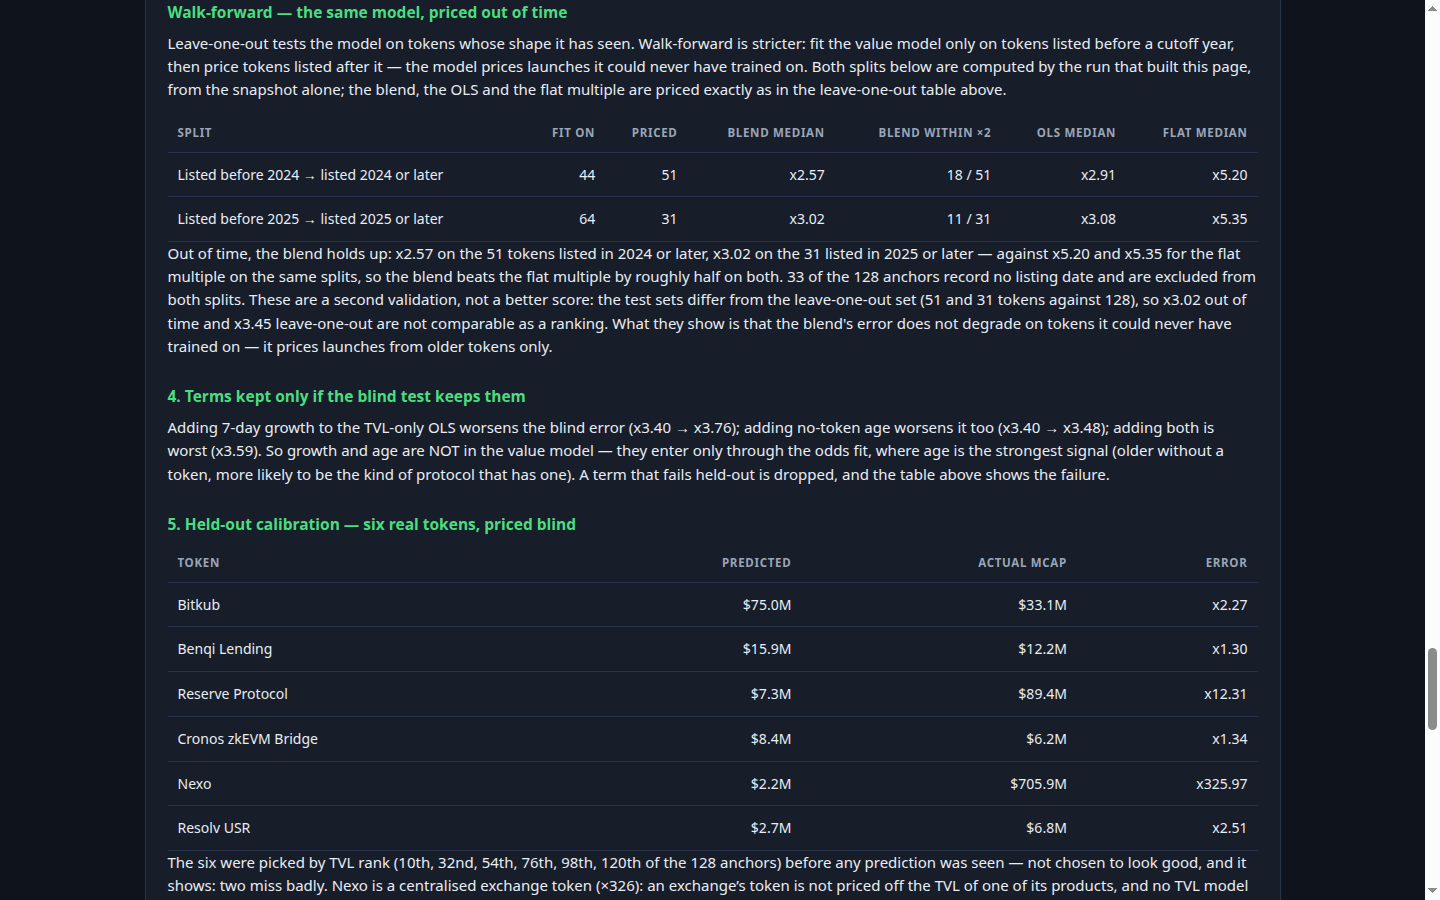 Walk-forward — the same model, priced out of time
Leave-one-out tests the model on tokens whose shape it has seen. Walk-forward is stricter: fit the value model only on tokens listed before a cutoff year,
then price tokens listed after it — the model prices launches it could never have trained on. Both splits below are computed by the run that built this page,
from the snapshot alone; the blend, the OLS and the flat multiple are priced exactly as in the leave-one-out table above.
SPLIT FIT ON PRICED BLEND MEDIAN BLEND WITHIN ×2 OLS MEDIAN FLAT MEDIAN
Listed before 2024 → listed 2024 or later 44 51 x2.57 18 / 51 x2.91 x5.20
Listed before 2025 → listed 2025 or later 64 31 x3.02 11 / 31 x3.08 x5.35
Out of time, the blend holds up: x2.57 on the 51 tokens listed in 2024 or later, x3.02 on the 31 listed in 2025 or later — against x5.20 and x5.35 for the flat
multiple on the same splits, so the blend beats the flat multiple by roughly half on both. 33 of the 128 anchors record no listing date and are excluded from
both splits. These are a second validation, not a better score: the test sets differ from the leave-one-out set (51 and 31 tokens against 128), so x3.02 out of
time and x3.45 leave-one-out are not comparable as a ranking. What they show is that the blend's error does not degrade on tokens it could never have
trained on — it prices launches from older tokens only.
4. Terms kept only if the blind test keeps them
Adding 7-day growth to the TVL-only OLS worsens the blind error (x3.40 → x3.76); adding no-token age worsens it too (x3.40 → x3.48); adding both is
worst (x3.59). So growth and age are NOT in the value model — they enter only through the odds fit, where age is the strongest signal (older without a
token, more likely to be the kind of protocol that has one). A term that fails held-out is dropped, and the table above shows the failure.
5. Held-out calibration — six real tokens, priced blind
TOKEN PREDICTED ACTUAL MCAP ERROR
Bitkub $75.0M $33.1M x2.27
Benqi Lending $15.9M $12.2M x1.30
Reserve Protocol $7.3M $89.4M x12.31
Cronos zkEVM Bridge $8.4M $6.2M x1.34
Nexo $2.2M $705.9M x325.97
Resolv USR $2.7M $6.8M x2.51
The six were picked by TVL rank (10th, 32nd, 54th, 76th, 98th, 120th of the 128 anchors) before any prediction was seen — not chosen to look good, and it
shows: two miss badly. Nexo is a centralised exchange token (×326): an exchange's token is not priced off the TVL of one of its products, and no TVL model